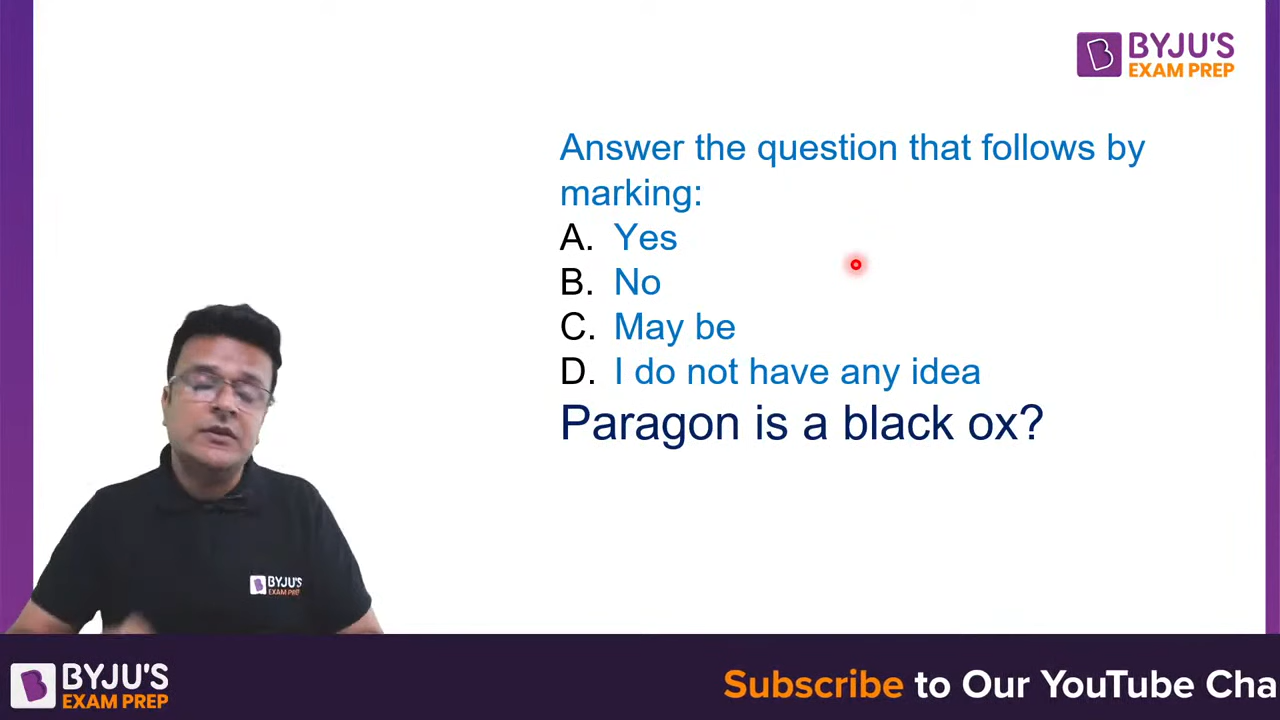 BYJU'S
EXAM PREP
Answer the question that follows by
marking:
A. Yes
B. No
C. May be
D. I do not have any idea
Paragon is a black ox?
BYJU'S
EXAM PREP
BYJU'S
EXAM PREP
Subscribe to Our YouTube Cha